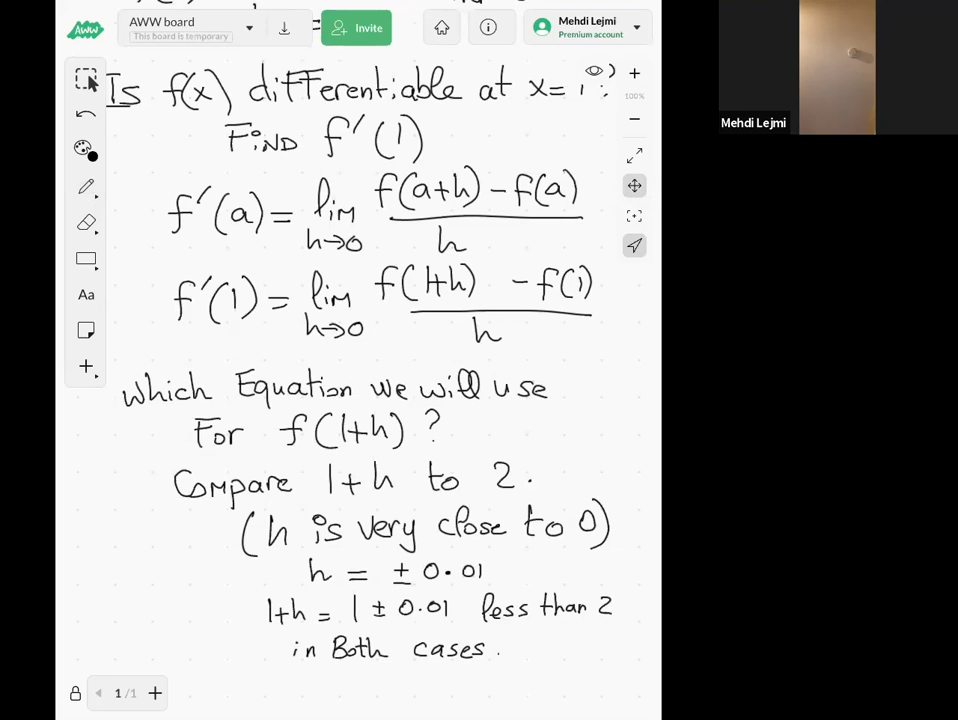 AWW board
This board is temporary
Invite
Mehdi Lejmi
Premium account
AWW
Is f(x) differentiable at x=1?
100%
Find f'(1)
Mehdi Lejmi
f'(a) = lim h→0 f(a+h) - f(a) / h
f'(1) = lim h→0 f(1+h) - f(1) / h
Aa
Which Equation we will use
For f(1+h) ?
Compare 1+h to 2.
(h is very close to 0)
h = ± 0.01
1+h = 1 ± 0.01 less than 2
in Both cases.
1 / 1